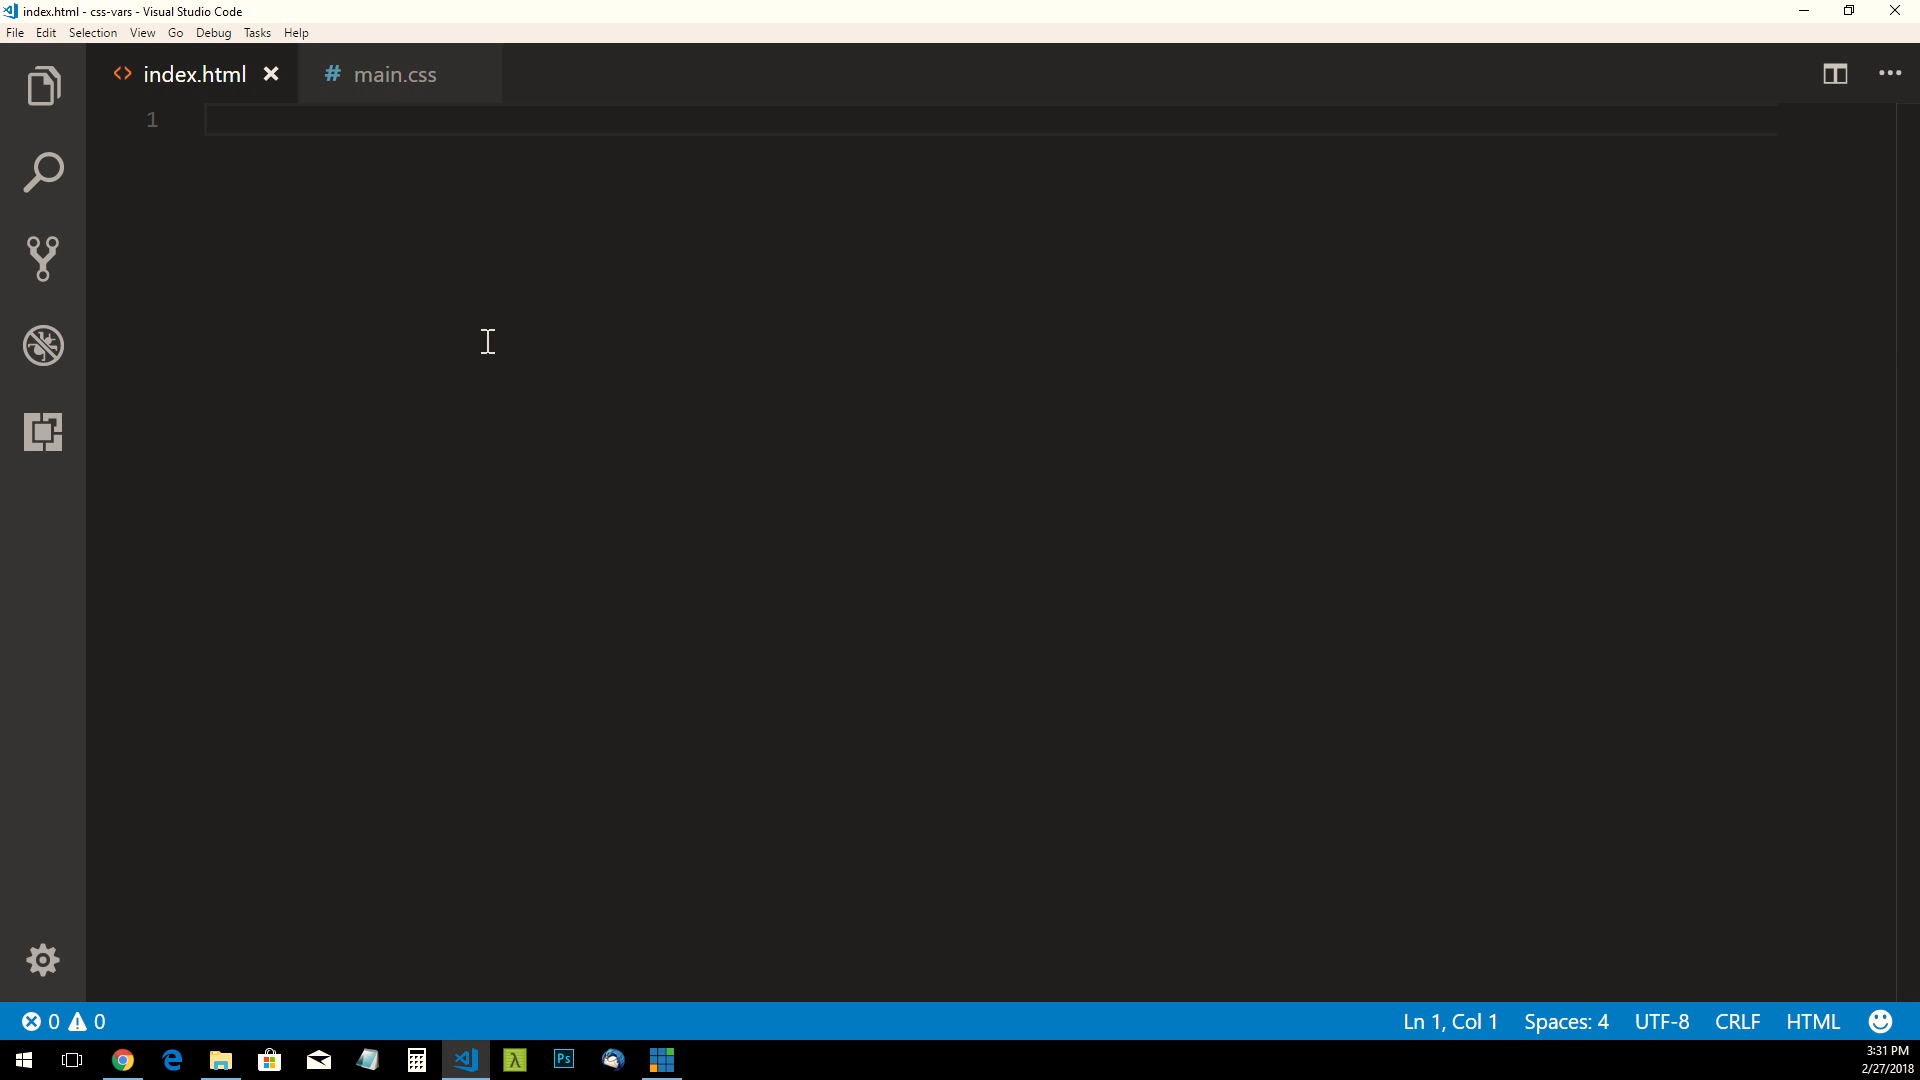 index.html - css-vars - Visual Studio Code
File Edit Selection View Go Debug Tasks Help
index.html main.css
1
0 0 Ln 1, Col 1 Spaces: 4 UTF-8 CRLF HTML
Ps
3:31 PM
2/27/2018